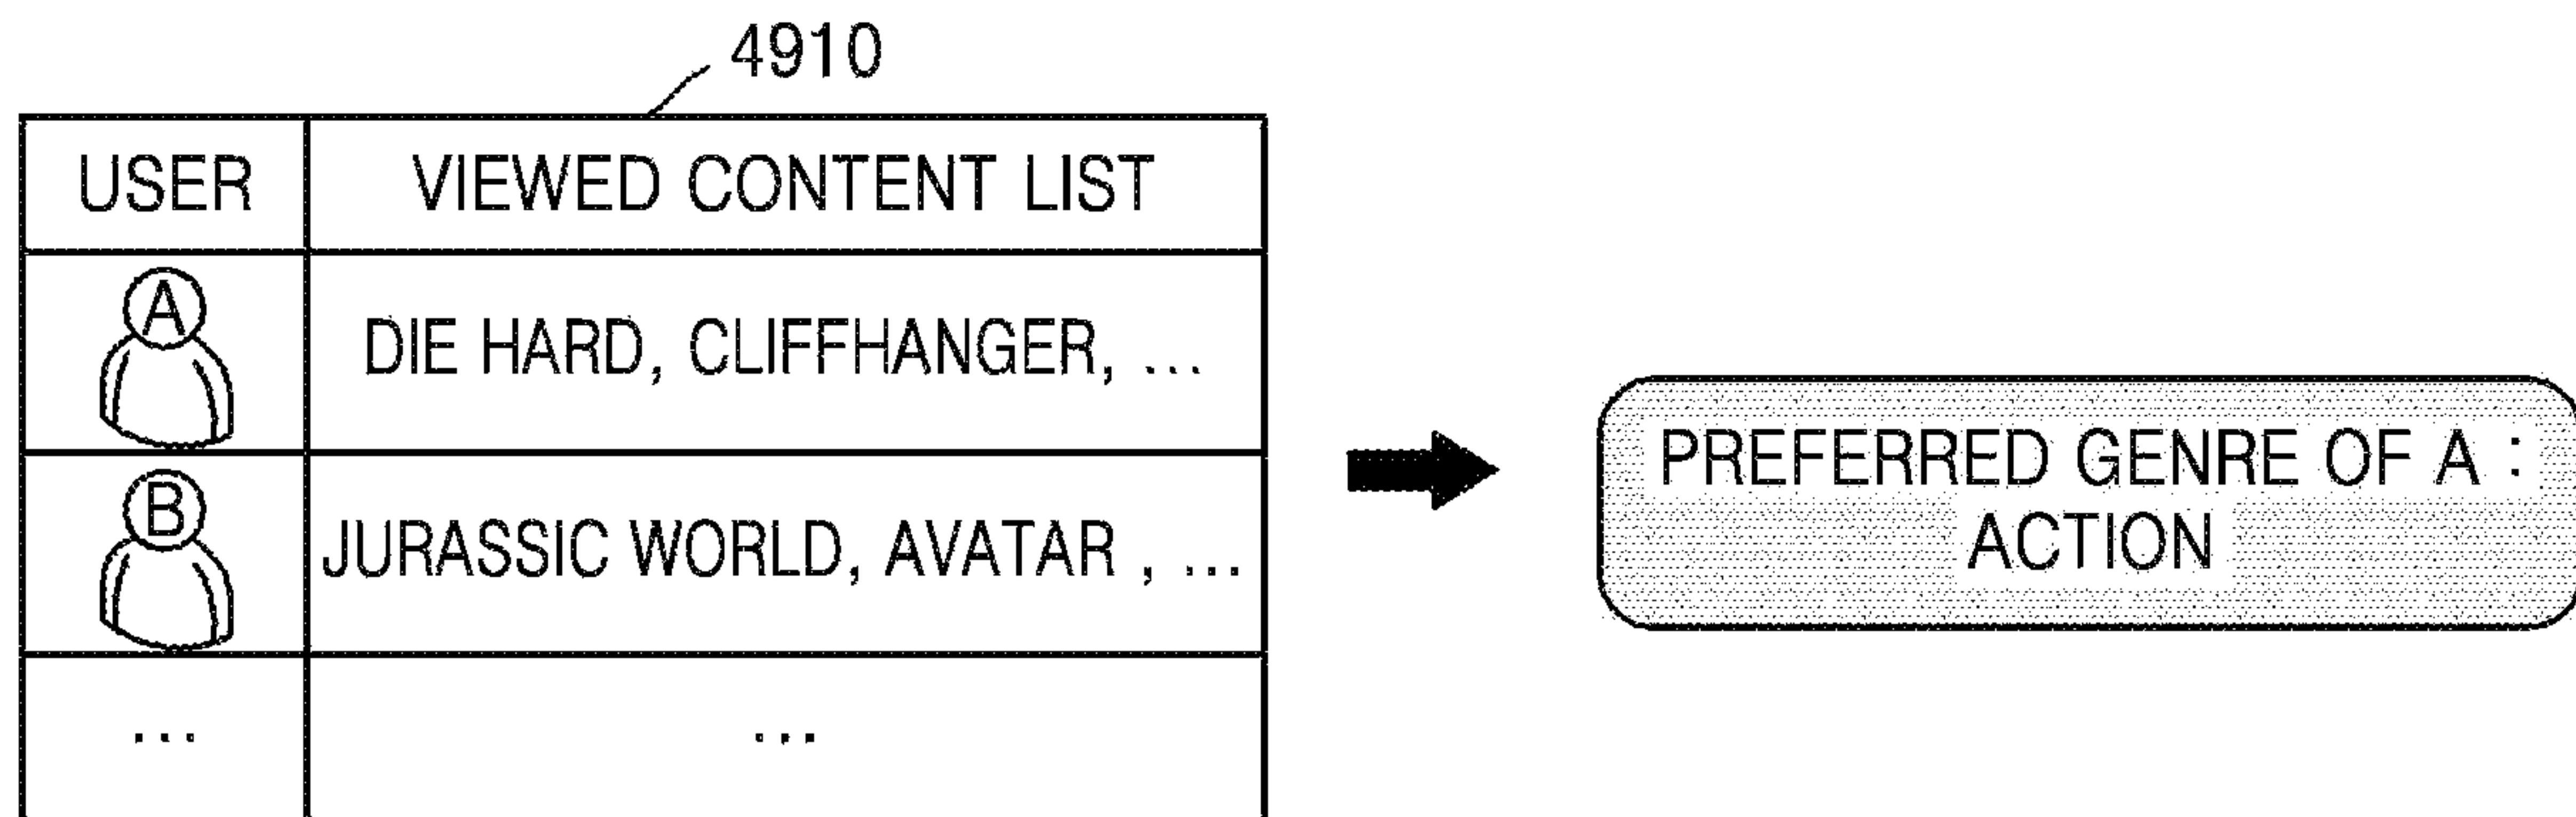 4910
USER VIEWED CONTENT LIST
A DIE HARD, CLIFFHANGER, ...
B JURASSIC WORLD, AVATAR , ...
... ...
PREFERRED GENRE OF A :
ACTION